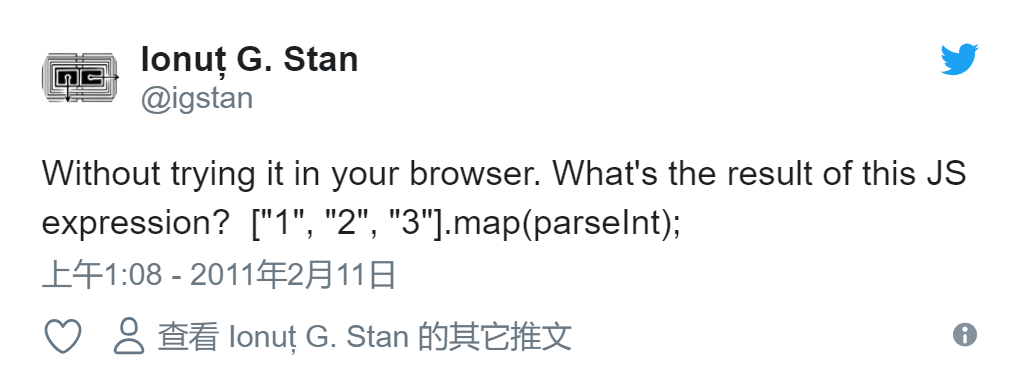 Ionuț G. Stan
@igstan
Without trying it in your browser. What's the result of this JS
expression?  ["1", "2", "3"].map(parseInt);
上午1:08 - 2011年2月11日
查看 Ionuț G. Stan 的其它推文